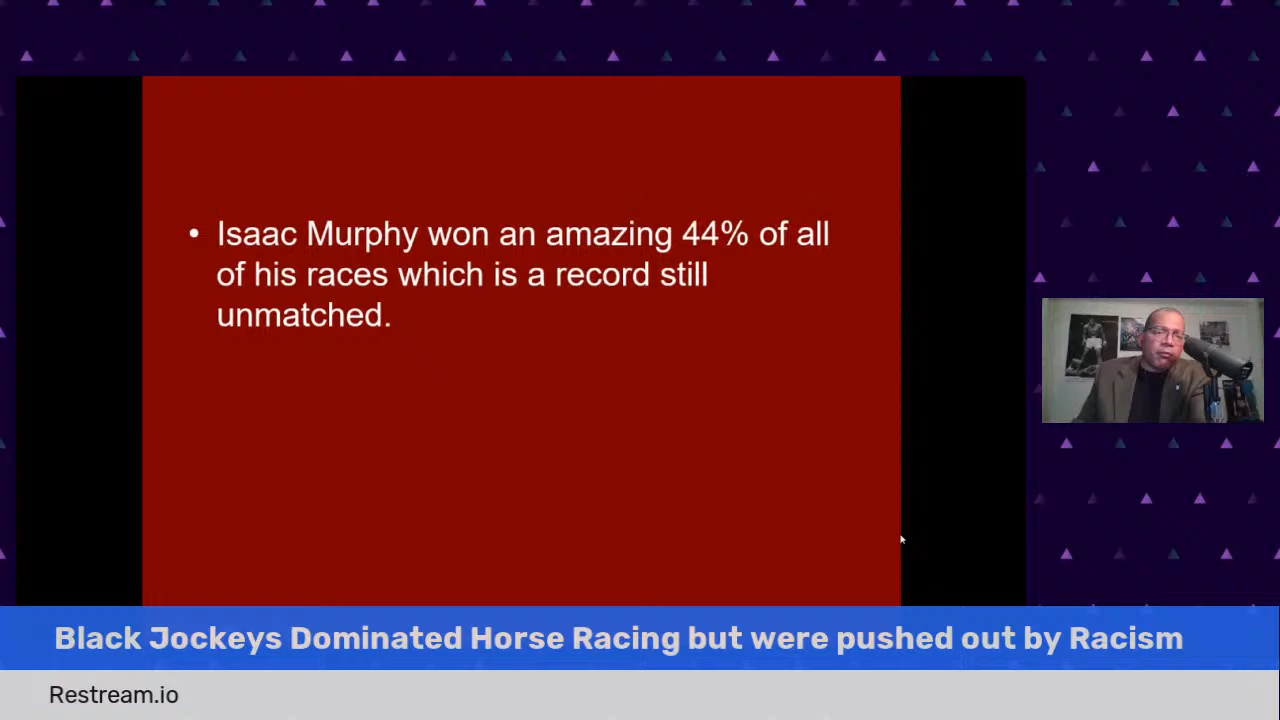 • Isaac Murphy won an amazing 44% of all
of his races which is a record still
unmatched.
Black Jockeys Dominated Horse Racing but were pushed out by Racism
Restream.io